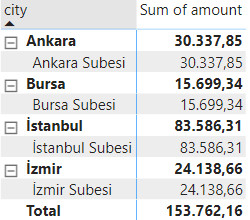 city Sum of amount
Ankara 30.337,85
Ankara Subesi 30.337,85
Bursa 15.699,34
Bursa Subesi 15.699,34
İstanbul 83.586,31
İstanbul Subesi 83.586,31
İzmir 24.138,66
İzmir Subesi 24.138,66
Total 153.762,16